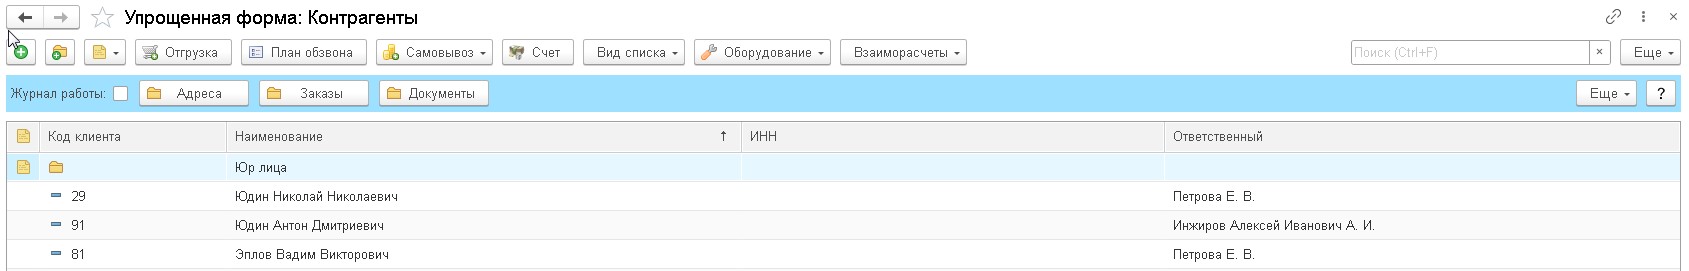 Упрощенная форма: Контрагенты
Отгрузка План обзвона Самовывоз Счет Вид списка Оборудование Взаиморасчеты Поиск (Ctrl+F) × Еще
Журнал работы: Адреса Заказы Документы Еще ?
Код клиента Наименование ↑ ИНН Ответственный
Юр лица
29 Юдин Николай Николаевич Петрова Е. В.
91 Юдин Антон Дмитриевич Инжиров Алексей Иванович А. И.
81 Эплов Вадим Викторович Петрова Е. В.